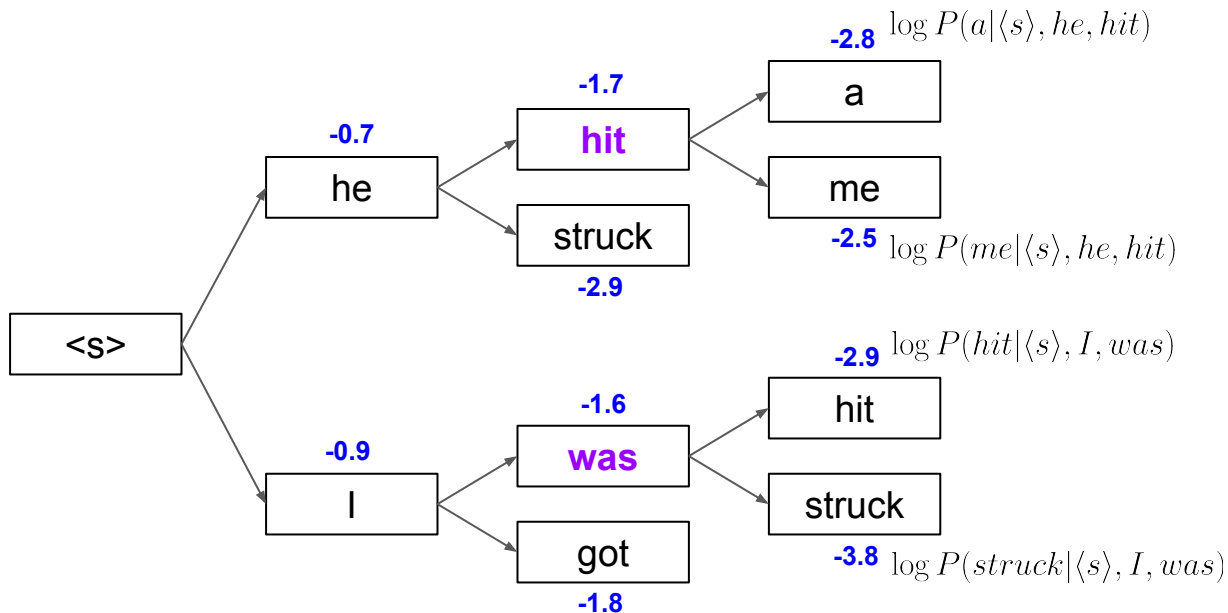 -2.8 log P(a|⟨s⟩, he, hit)
-1.7
a
-0.7
hit
he
me
struck
-2.5 log P(me|⟨s⟩, he, hit)
-2.9
<s>
-2.9 log P(hit|⟨s⟩, I, was)
-1.6
hit
-0.9
was
I
struck
got
-3.8 log P(struck|⟨s⟩, I, was)
-1.8